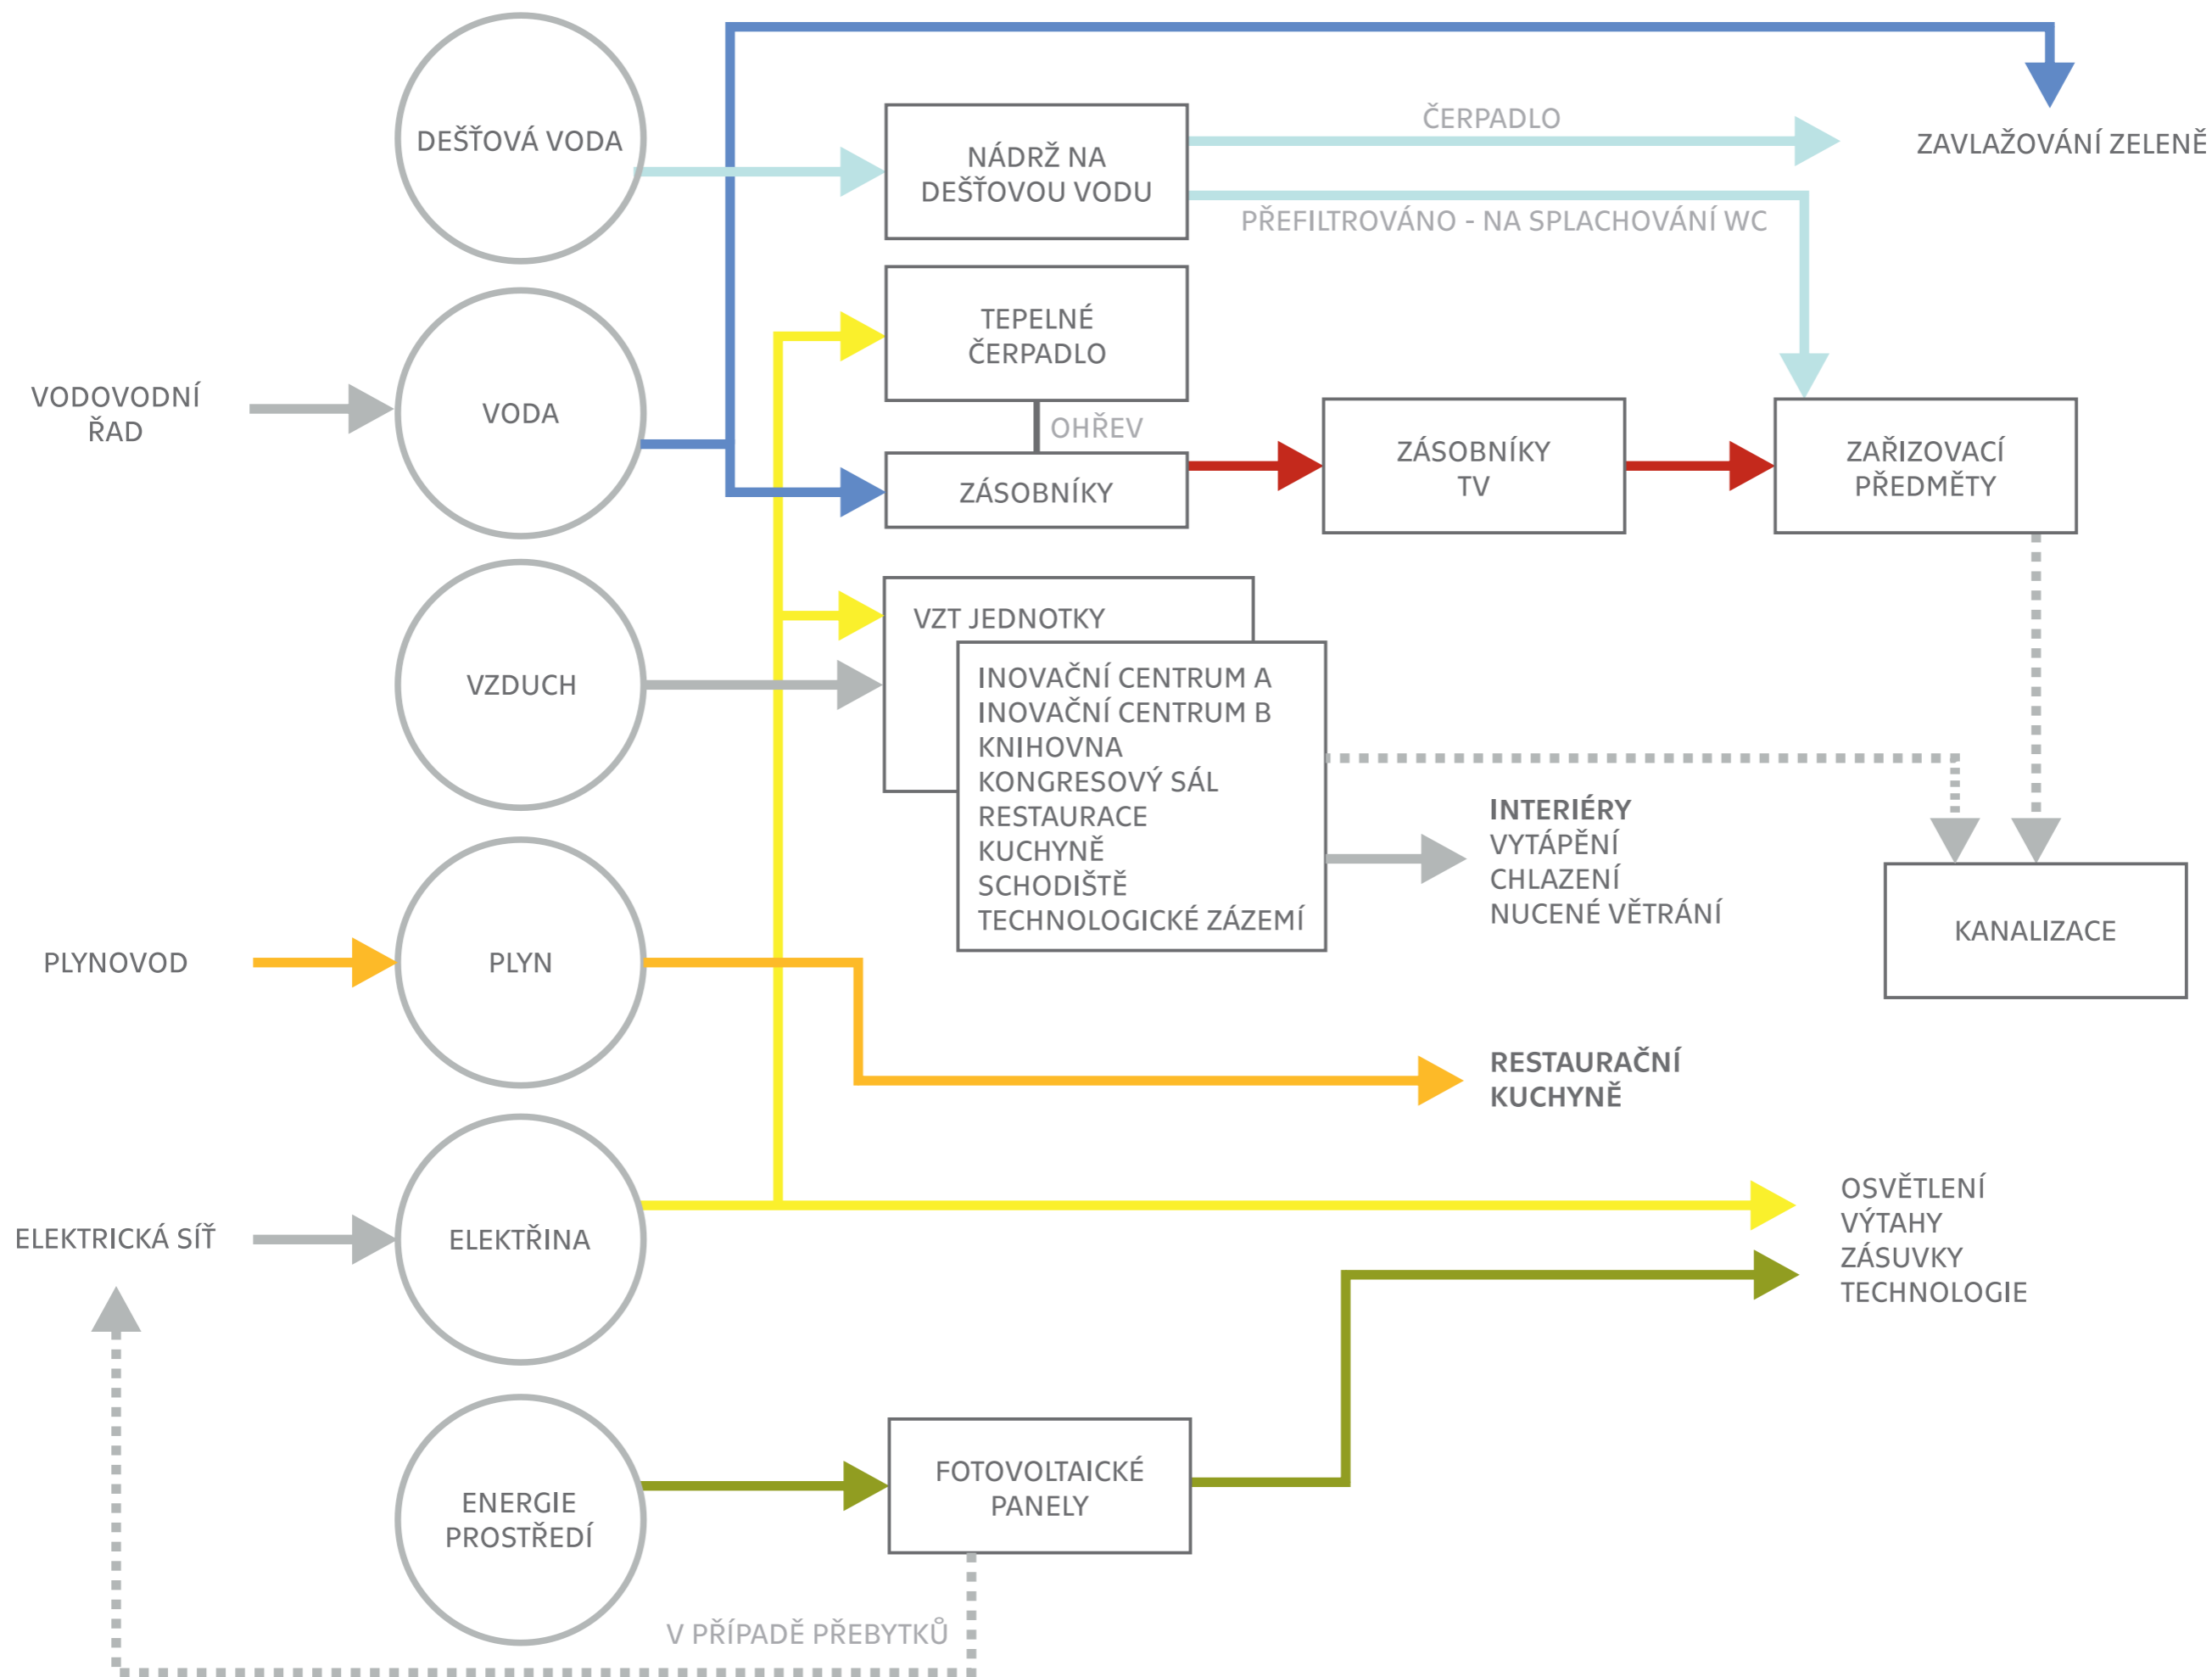 DEŠŤOVÁ VODA
NÁDRŽ NA
DEŠŤOVOU VODU
ČERPADLO
ZAVLAŽOVÁNÍ ZELENĚ
PŘEFILTROVÁNO - NA SPLACHOVÁNÍ WC
VODOVODNÍ
ŘAD
VODA
TEPELNÉ
ČERPADLO
OHŘEV
ZÁSOBNÍKY
ZÁSOBNÍKY
TV
ZAŘIZOVACÍ
PŘEDMĚTY
VZDUCH
VZT JEDNOTKY
INOVAČNÍ CENTRUM A
INOVAČNÍ CENTRUM B
KNIHOVNA
KONGRESOVÝ SÁL
RESTAURACE
KUCHYNĚ
SCHODIŠTĚ
TECHNOLOGICKÉ ZÁZEMÍ
INTERIÉRY
VYTÁPĚNÍ
CHLAZENÍ
NUCENÉ VĚTRÁNÍ
KANALIZACE
PLYNOVOD
PLYN
RESTAURAČNÍ
KUCHYNĚ
ELEKTRICKÁ SÍŤ
ELEKTŘINA
OSVĚTLENÍ
VÝTAHY
ZÁSUVKY
TECHNOLOGIE
ENERGIE
PROSTŘEDÍ
FOTOVOLTAICKÉ
PANELY
V PŘÍPADĚ PŘEBYTKŮ